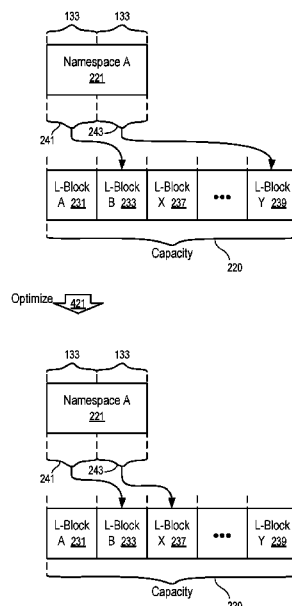 133 133
Namespace A
221
241 243
L-Block L-Block L-Block ••• L-Block
A 231 B 233 X 237 Y 239
Capacity
220
Optimize 421
133 133
Namespace A
221
241 243
L-Block L-Block L-Block ••• L-Block
A 231 B 233 X 237 Y 239
Capacity
220